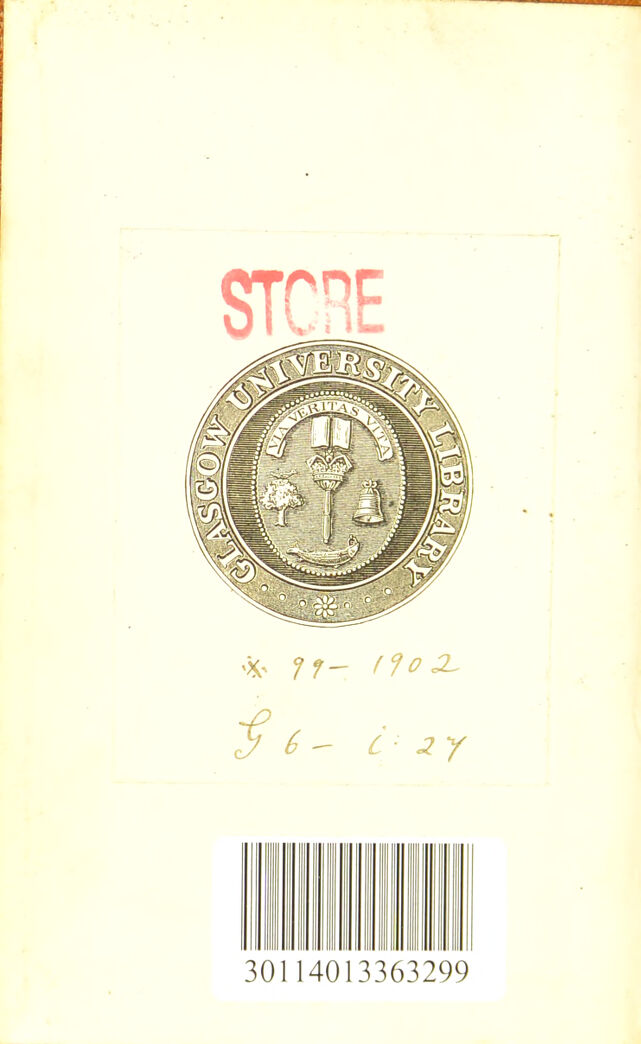 STORE
GLASGOW UNIVERSITY LIBRARY
VIA VERITAS VITA
99- 1902
G 6- i: 27
30114013363299